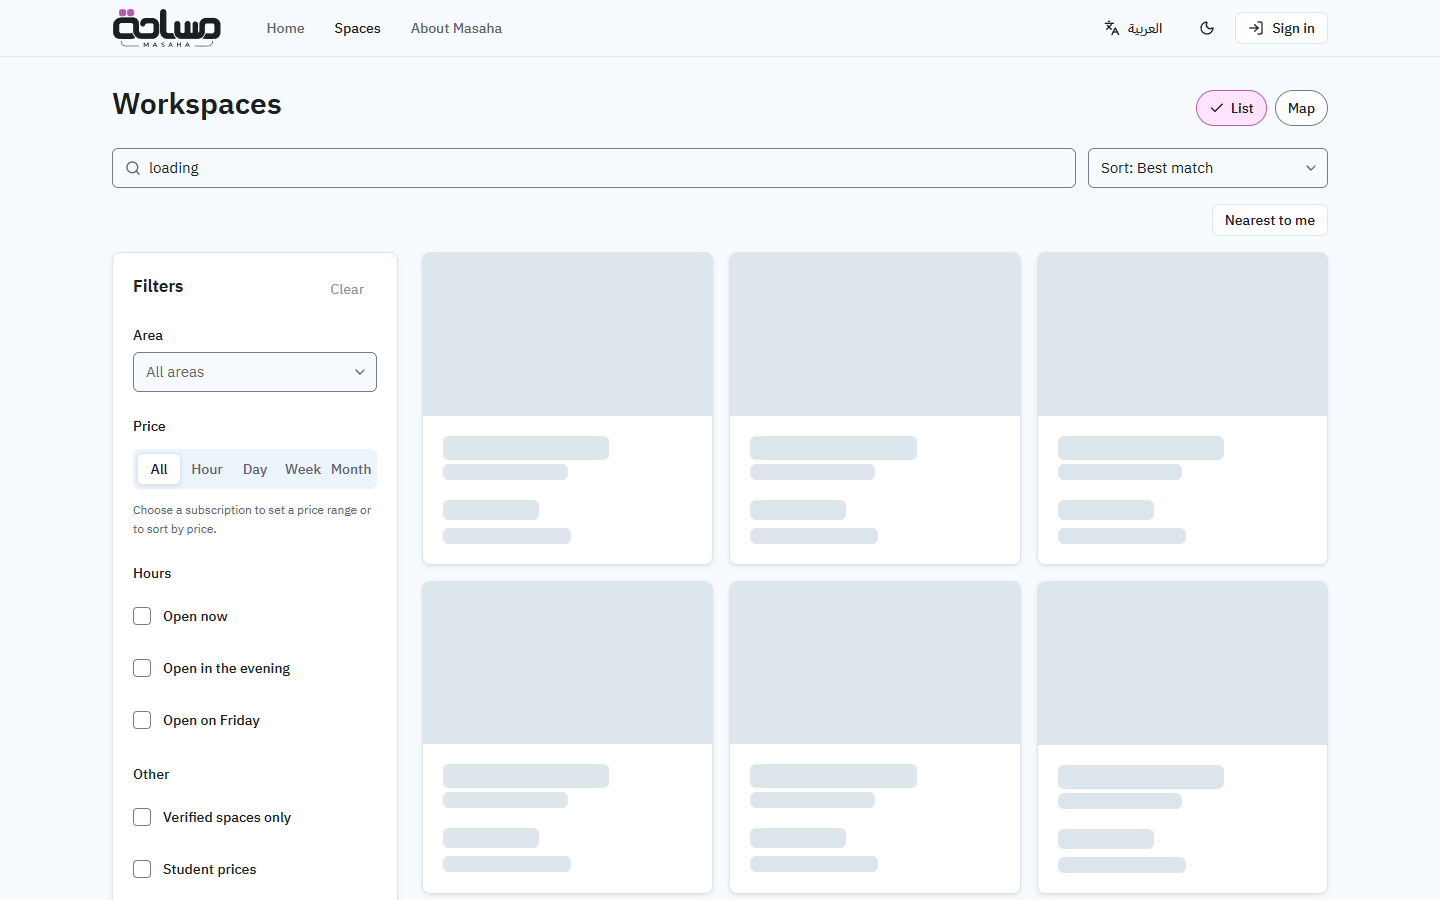 مساحة
MASAHA
Home
Spaces
About Masaha
العربية
Sign in
Workspaces
List
Map
loading
Sort: Best match
Nearest to me
Filters
Clear
Area
All areas
Price
All
Hour
Day
Week
Month
Choose a subscription to set a price range or
to sort by price.
Hours
Open now
Open in the evening
Open on Friday
Other
Verified spaces only
Student prices